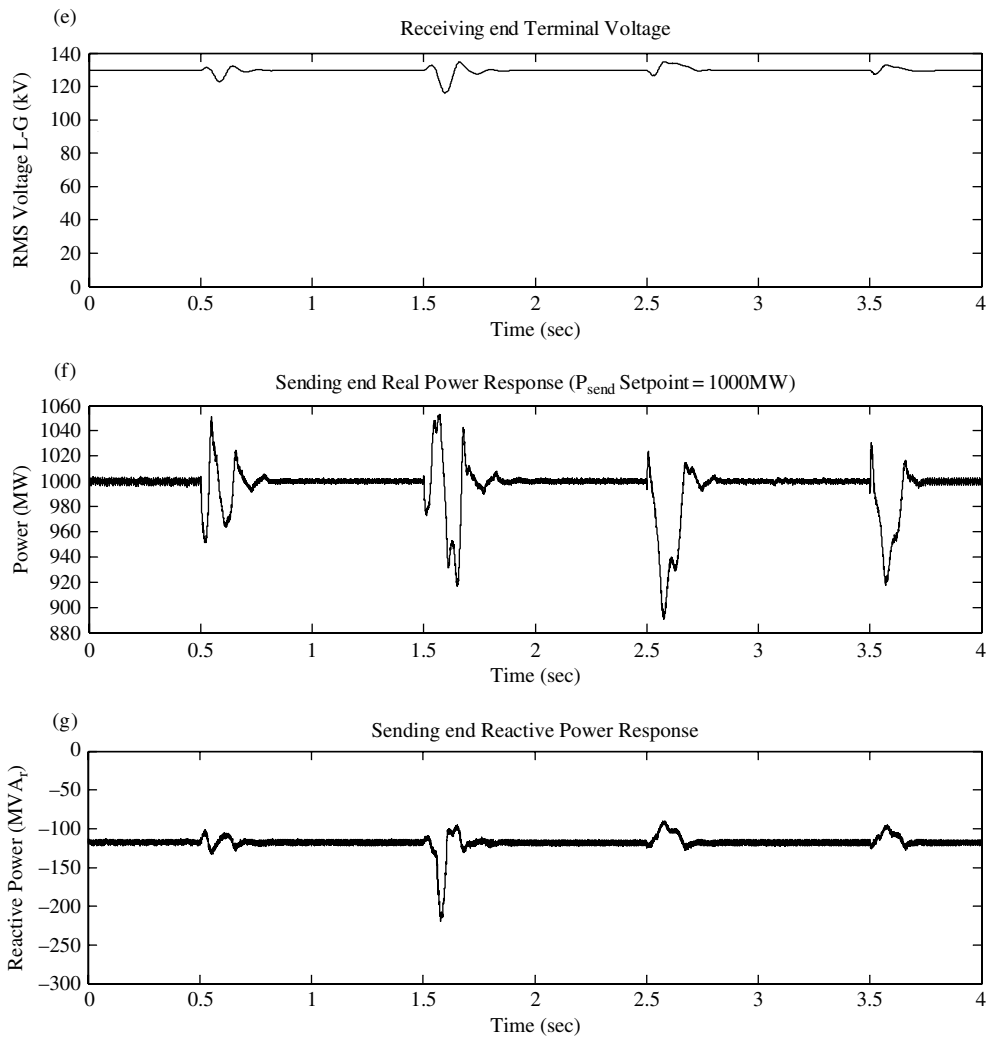 (e)
Receiving end Terminal Voltage
RMS Voltage L-G (kV)
140
120
100
80
60
40
20
0
0 0.5 1 1.5 2 2.5 3 3.5 4
Time (sec)
(f)
Sending end Real Power Response (Psend Setpoint = 1000MW)
Power (MW)
1060
1040
1020
1000
980
960
940
920
900
880
0 0.5 1 1.5 2 2.5 3 3.5 4
Time (sec)
(g)
Sending end Reactive Power Response
Reactive Power (MVAr)
0
−50
−100
−150
−200
−250
−300
0 0.5 1 1.5 2 2.5 3 3.5 4
Time (sec)